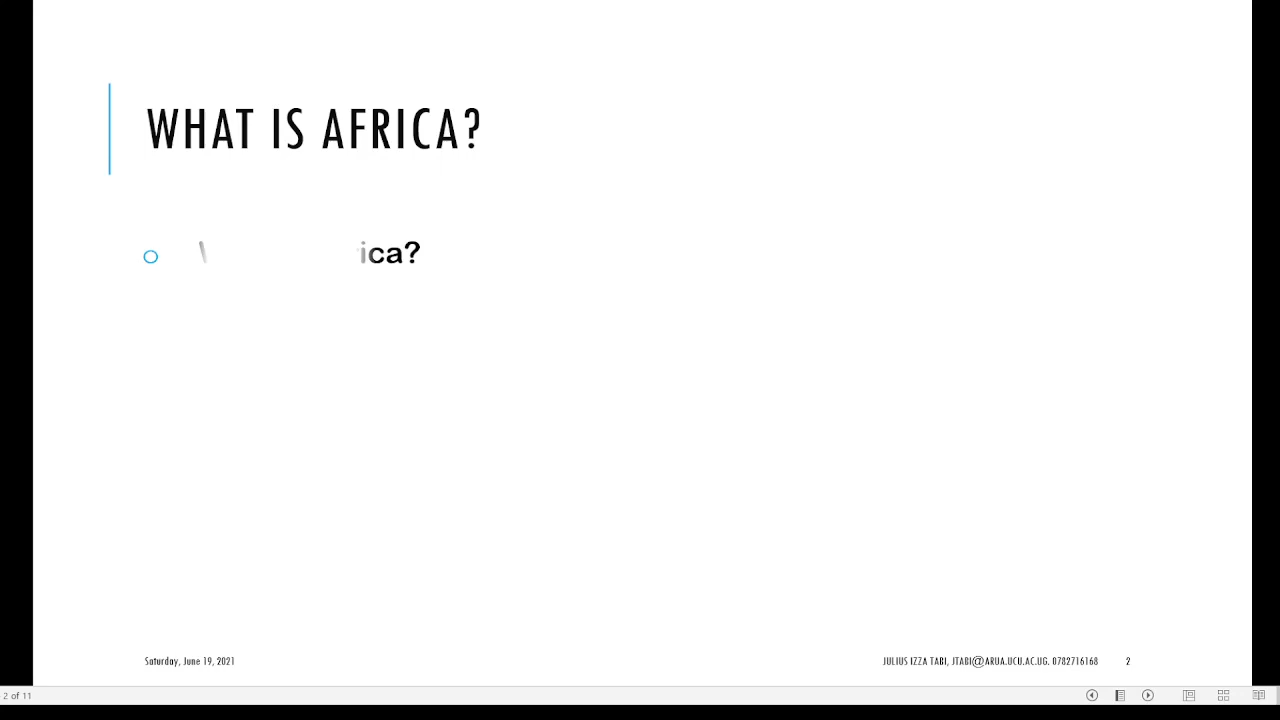 WHAT IS AFRICA?
ica?
Saturday, June 19, 2021
JULIUS IZZA TABI, JTABI@ARUA.UCU.AC.UG. 0782716168
2
2 of 11